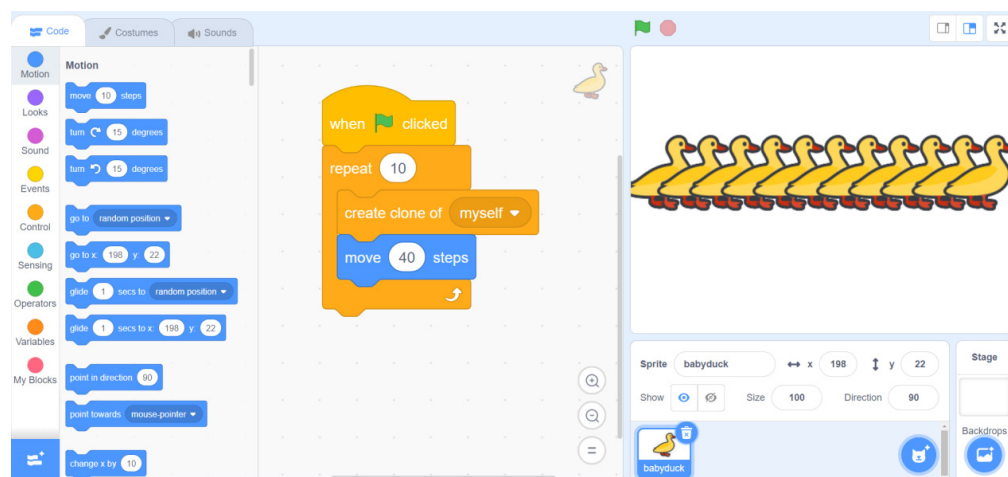 Code Costumes Sounds
Motion
Looks
Sound
Events
Control
Sensing
Operators
Variables
My Blocks
Motion
move 10 steps
turn 15 degrees
turn 15 degrees
go to random position
go to x: 198 y: 22
glide 1 secs to random position
glide 1 secs to x: 198 y: 22
point in direction 90
point towards mouse-pointer
change x by 10
when clicked
repeat 10
create clone of myself
move 40 steps
Sprite babyduck x 198 y 22
Show Size 100 Direction 90
babyduck
Stage
Backdrops